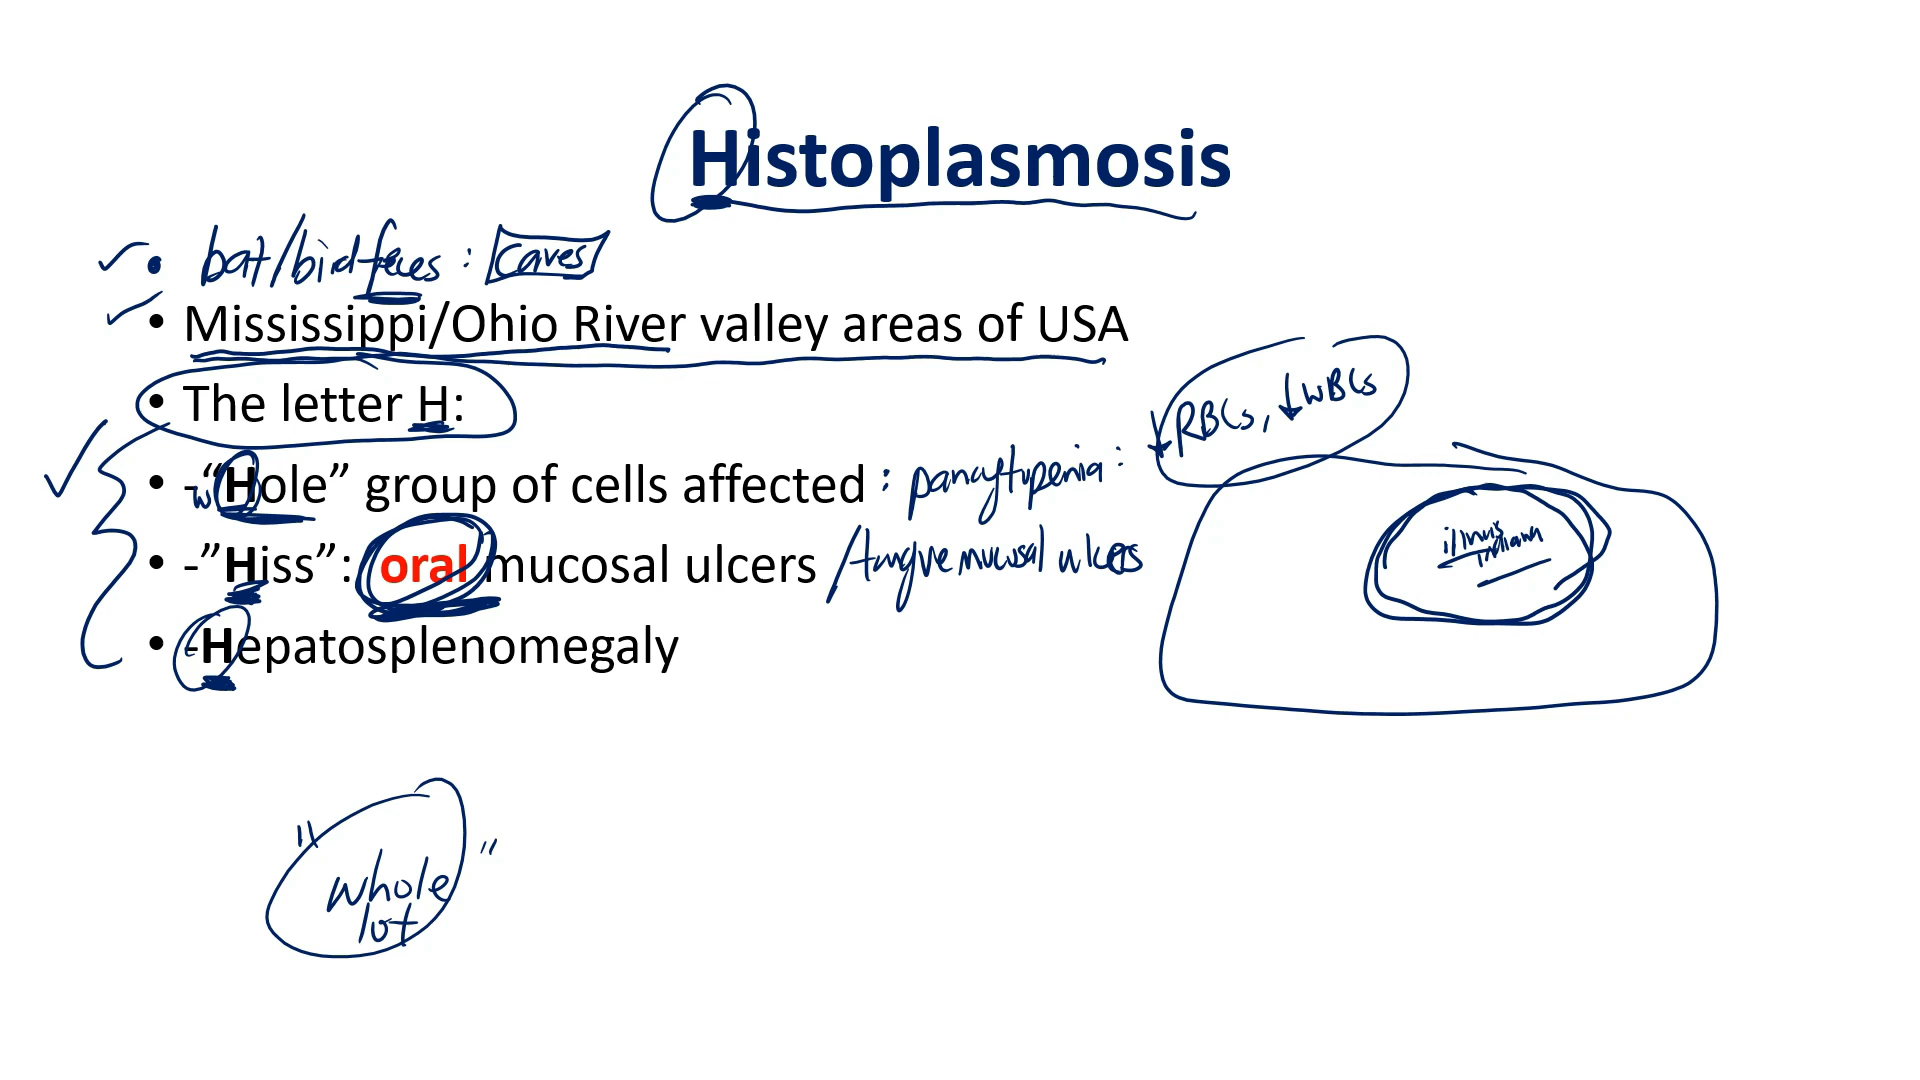 Histoplasmosis
• bat/bird feces : caves
• Mississippi/Ohio River valley areas of USA
• The letter H:
↓RBCs, ↓WBCs
• -“wHole” group of cells affected : pancytopenia :
• -”Hiss”: oral mucosal ulcers /tongue mucosal ulcers
illinois
indiana
• -Hepatosplenomegaly
"whole
lot"